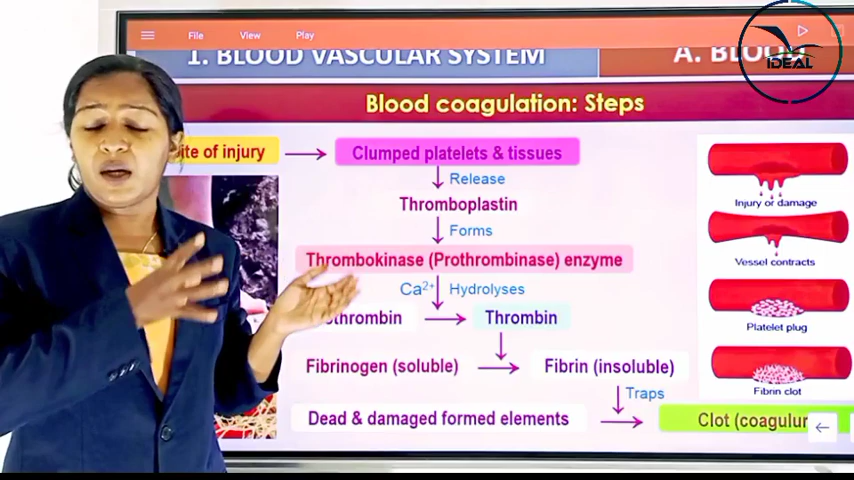 File View Play
1. BLOOD VASCULAR SYSTEM
A. BLOOD
IDEAL
Blood coagulation: Steps
ite of injury
Clumped platelets & tissues
Release
Thromboplastin
Forms
Thrombokinase (Prothrombinase) enzyme
Ca2+ Hydrolyses
othrombin
Thrombin
Fibrinogen (soluble)
Fibrin (insoluble)
Traps
Dead & damaged formed elements
Clot (coagulu
Injury or damage
Vessel contracts
Platelet plug
Fibrin clot